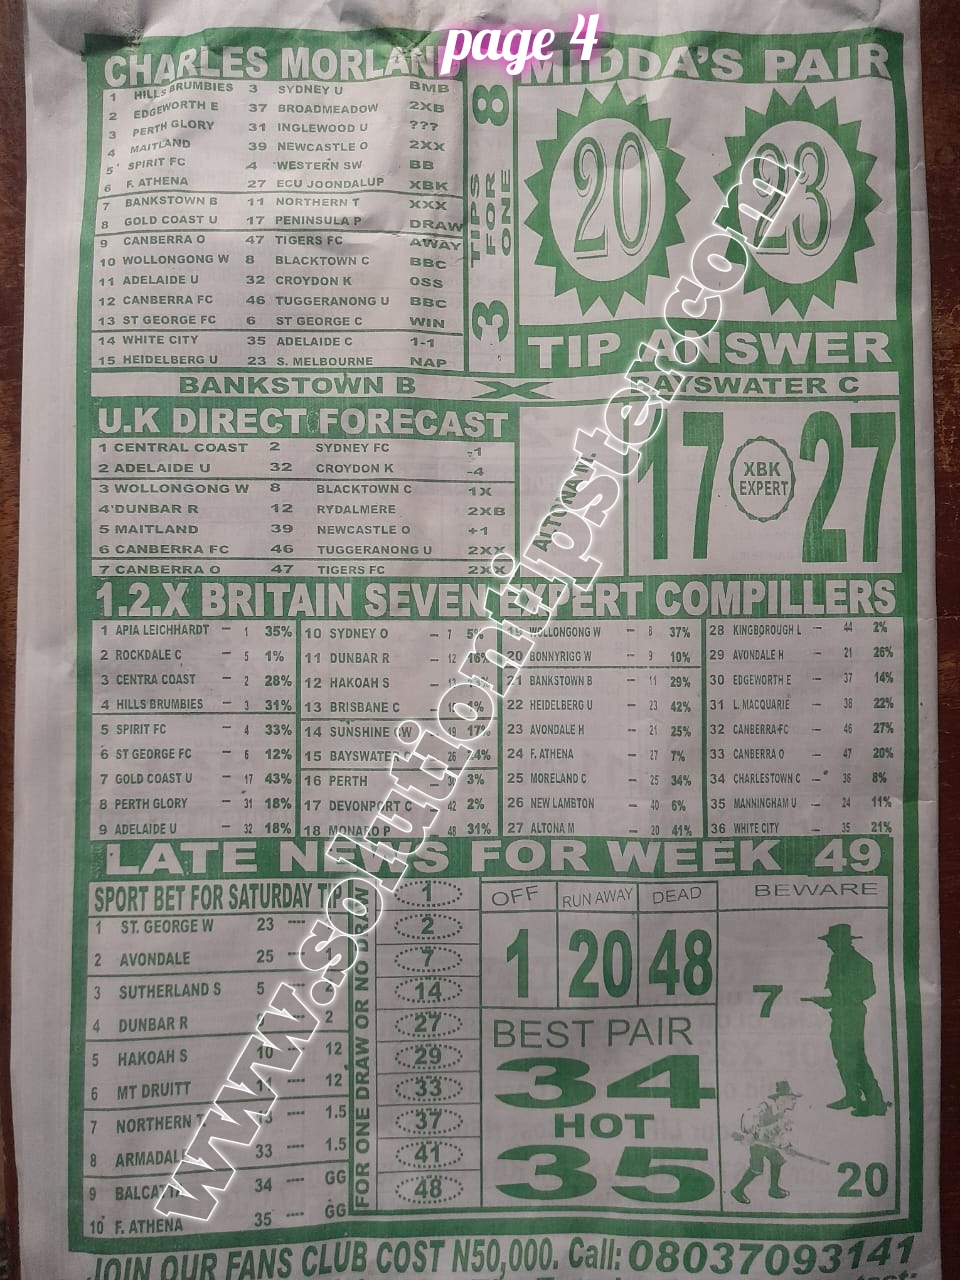 page 4
CHARLES MORLAN
1 HILLS BRUMBIES 3 SYDNEY U BMB
2 EDGEWORTH E 37 BROADMEADOW 2XB
3 PERTH GLORY 31 INGLEWOOD U ???
4 MAITLAND 39 NEWCASTLE O 2XX
5 SPIRIT FC 4 WESTERN SW BB
6 F. ATHENA 27 ECU JOONDALUP XBK
7 BANKSTOWN B 11 NORTHERN T XXX
8 GOLD COAST U 17 PENINSULA P DRAW
9 CANBERRA O 47 TIGERS FC AWAY
10 WOLLONGONG W 8 BLACKTOWN C BBC
11 ADELAIDE U 32 CROYDON K OSS
12 CANBERRA FC 46 TUGGERANONG U BBC
13 ST GEORGE FC 6 ST GEORGE C WIN
14 WHITE CITY 35 ADELAIDE C 1-1
15 HEIDELBERG U 23 S. MELBOURNE NAP
3 TIPS FOR ONE 8
MIDDA'S PAIR
20 23
TIP ANSWER
BANKSTOWN B X BAYSWATER C
U.K DIRECT FORECAST
1 CENTRAL COAST 2 SYDNEY FC -1
2 ADELAIDE U 32 CROYDON K -4
3 WOLLONGONG W 8 BLACKTOWN C 1X
4 DUNBAR R 12 RYDALMERE 2XB
5 MAITLAND 39 NEWCASTLE O +1
6 CANBERRA FC 46 TUGGERANONG U 2XX
7 CANBERRA O 47 TIGERS FC 2XX
ALTONA M.
17 XBK EXPERT 27
1.2.X BRITAIN SEVEN EXPERT COMPILLERS
1 APIA LEICHHARDT - 1 35%
2 ROCKDALE C - 5 1%
3 CENTRA COAST - 2 28%
4 HILLS BRUMBIES - 3 31%
5 SPIRIT FC - 4 33%
6 ST GEORGE FC - 6 12%
7 GOLD COAST U - 17 43%
8 PERTH GLORY - 31 18%
9 ADELAIDE U - 32 18%
10 SYDNEY O - 7 5%
11 DUNBAR R - 12 16%
12 HAKOAH S - 13
13 BRISBANE C - 1%
14 SUNSHINE GW 19 17%
15 BAYSWATER C 26 24%
16 PERTH - 3%
17 DEVONPORT C - 42 2%
18 MONARO P - 48 31%
19 WOLLONGONG W - 8 37%
20 BONNYRIGG W - 9 10%
21 BANKSTOWN B - 11 29%
22 HEIDELBERG U - 23 42%
23 AVONDALE H - 21 25%
24 F. ATHENA - 27 7%
25 MORELAND C - 25 34%
26 NEW LAMBTON - 40 6%
27 ALTONA M - 20 41%
28 KINGBOROUGH L - 44 2%
29 AVONDALE H - 21 26%
30 EDGEWORTH E - 37 14%
31 L. MACQUARIE - 38 22%
32 CANBERRA FC - 46 27%
33 CANBERRA O - 47 20%
34 CHARLESTOWN C - 36 8%
35 MANNINGHAM U - 24 11%
36 WHITE CITY - 35 21%
LATE NEWS FOR WEEK 49
SPORT BET FOR SATURDAY TIP
1 ST. GEORGE W 23 ----
2 AVONDALE 25 --- 1
3 SUTHERLAND S 5 --- 2
4 DUNBAR R --- 2
5 HAKOAH S 10 --- 12
6 MT DRUITT 11 --- 12
7 NORTHERN T. --- 1.5
8 ARMADALE 33 --- 1.5
9 BALCATTA 34 --- GG
10 F. ATHENA 35 --- GG
FOR ONE DRAW OR NO DRAW
1
2
7
14
27
29
33
37
41
48
OFF RUN AWAY DEAD
1 20 48
BEST PAIR
34
HOT
35
BEWARE
7
20
JOIN OUR FANS CLUB COST N50,000. Call: 08037093141
www.solutiontipster.com